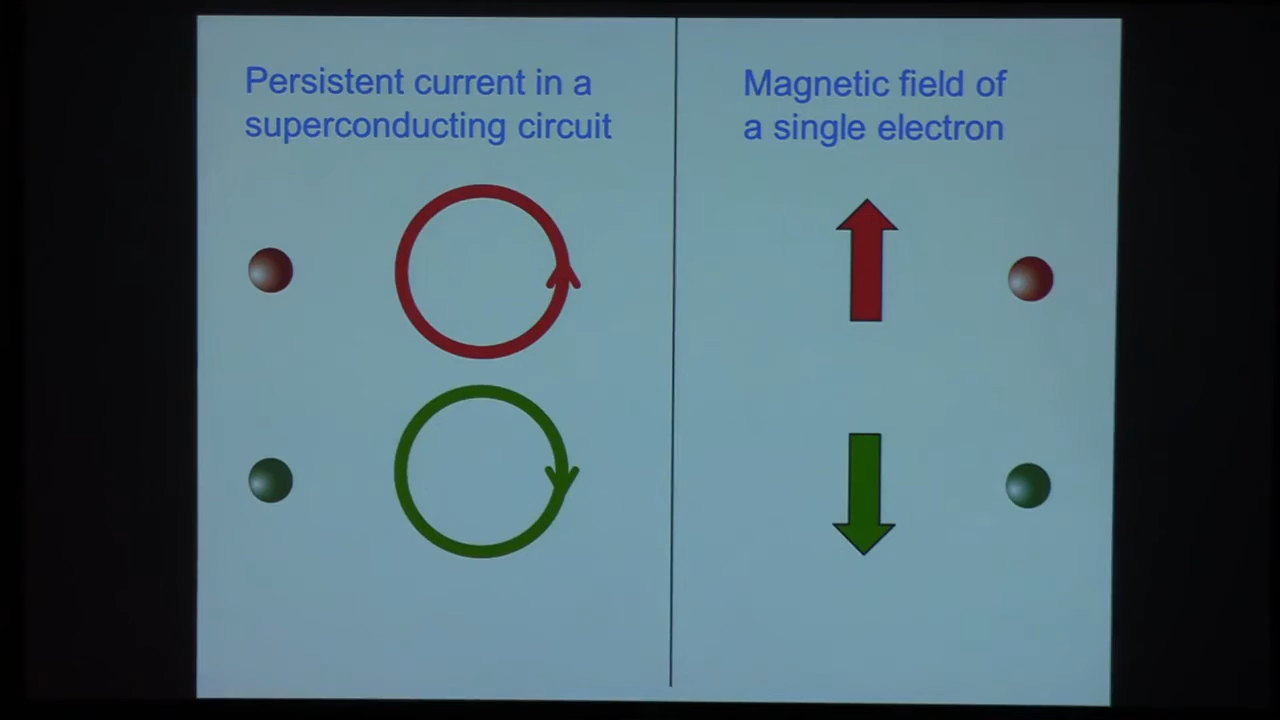 Persistent current in a
superconducting circuit
Magnetic field of
a single electron